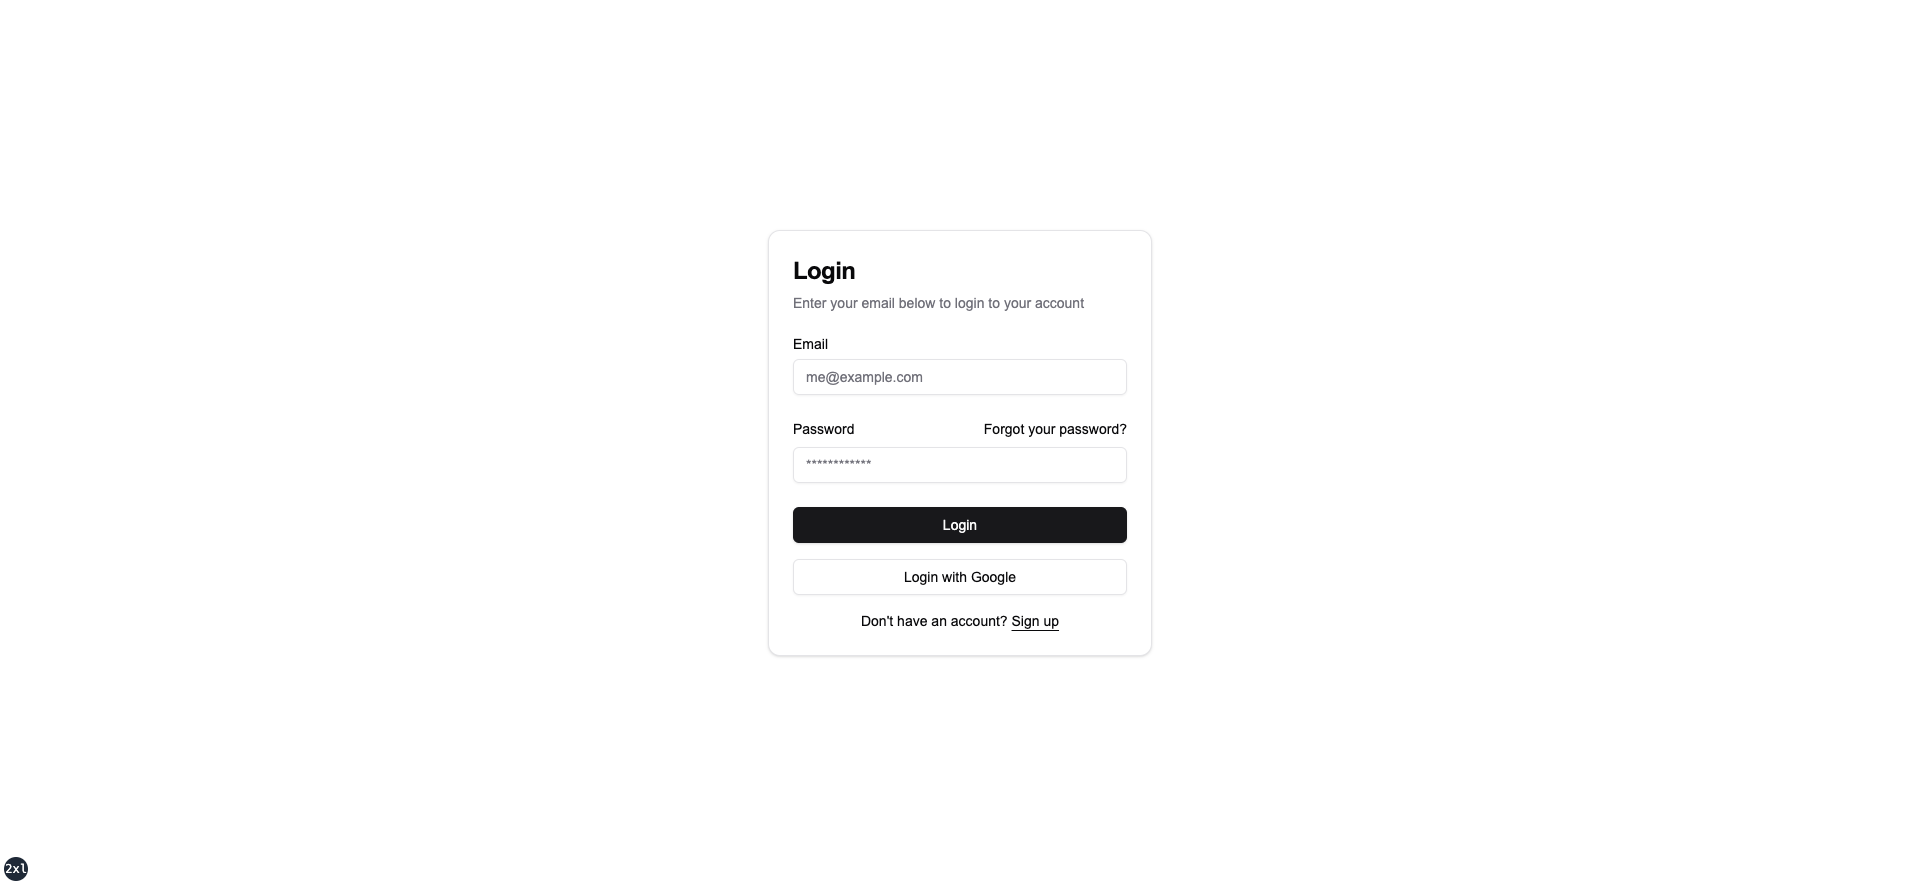 Login
Enter your email below to login to your account
Email
me@example.com
Password Forgot your password?
************
Login
Login with Google
Don't have an account? Sign up
2xl